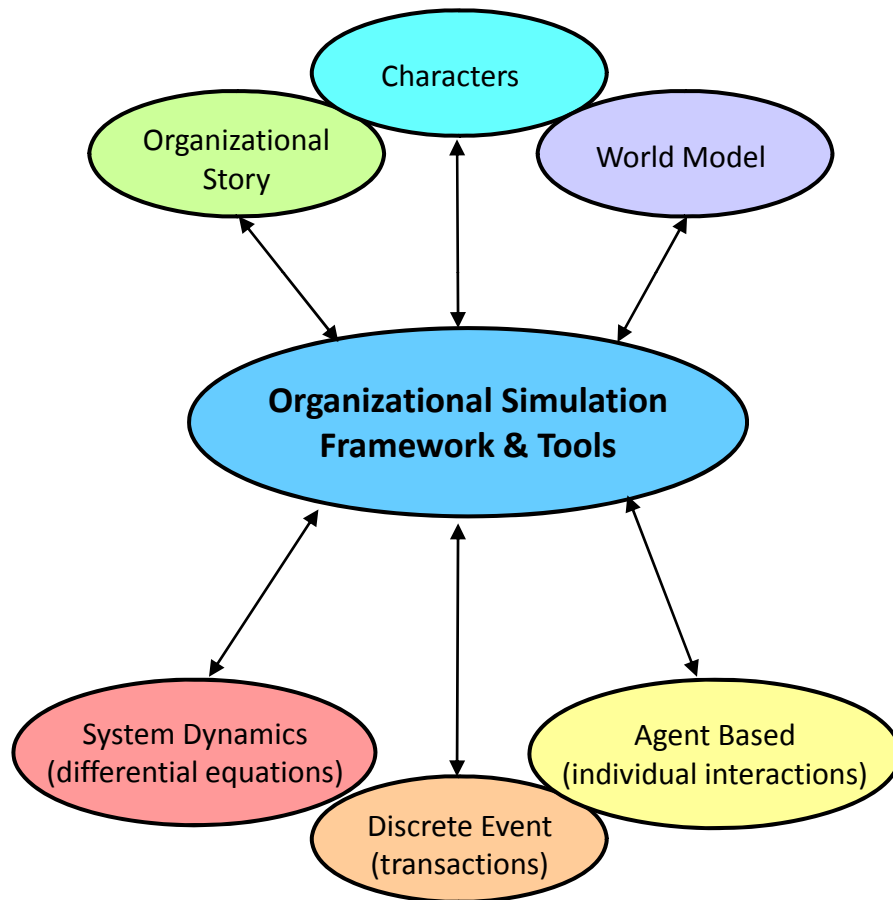 Characters
Organizational
Story
World Model
Organizational Simulation
Framework & Tools
System Dynamics
(differential equations)
Agent Based
(individual interactions)
Discrete Event
(transactions)